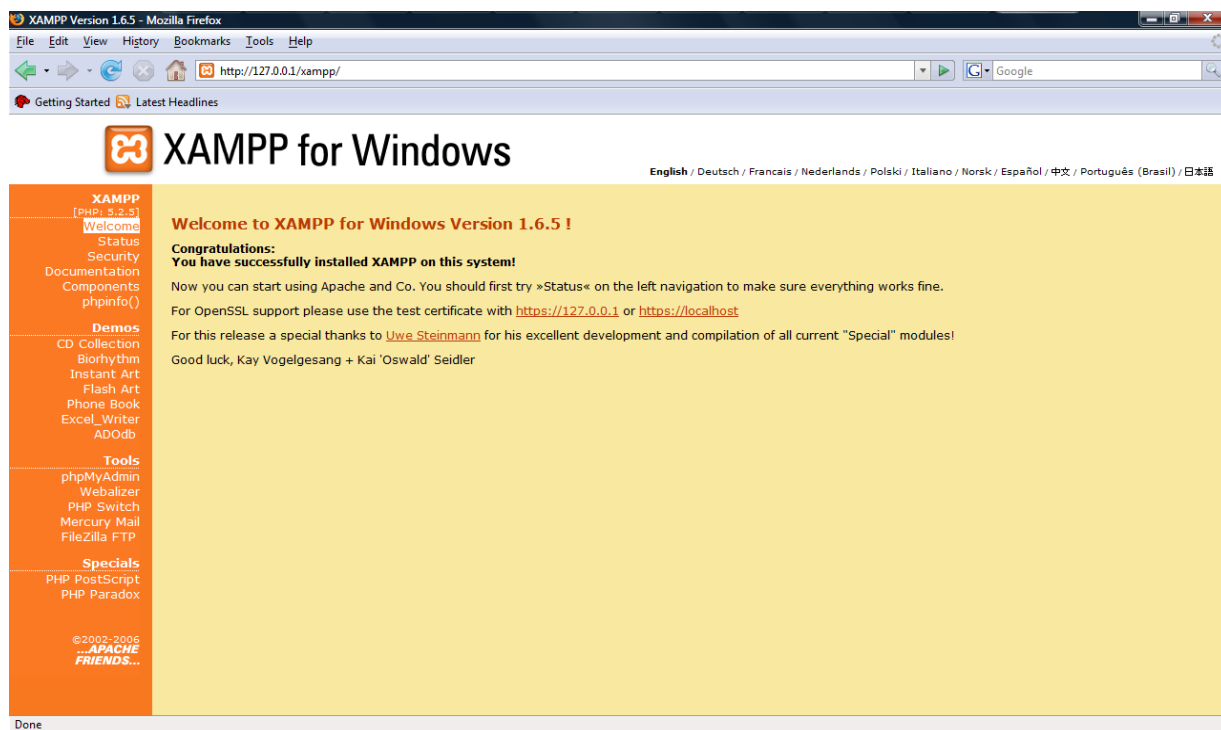 XAMPP Version 1.6.5 - Mozilla Firefox
File Edit View History Bookmarks Tools Help
http://127.0.0.1/xampp/
G Google
Getting Started Latest Headlines
XAMPP for Windows
English / Deutsch / Francais / Nederlands / Polski / Italiano / Norsk / Español / 中文 / Português (Brasil) / 日本語
XAMPP
[PHP: 5.2.5]
Welcome
Status
Security
Documentation
Components
phpinfo()
Demos
CD Collection
Biorhythm
Instant Art
Flash Art
Phone Book
Excel_Writer
ADOdb
Tools
phpMyAdmin
Webalizer
PHP Switch
Mercury Mail
FileZilla FTP
Specials
PHP PostScript
PHP Paradox
©2002-2006
...APACHE
FRIENDS...
Welcome to XAMPP for Windows Version 1.6.5 !
Congratulations:
You have successfully installed XAMPP on this system!
Now you can start using Apache and Co. You should first try »Status« on the left navigation to make sure everything works fine.
For OpenSSL support please use the test certificate with https://127.0.0.1 or https://localhost
For this release a special thanks to Uwe Steinmann for his excellent development and compilation of all current "Special" modules!
Good luck, Kay Vogelgesang + Kai 'Oswald' Seidler
Done